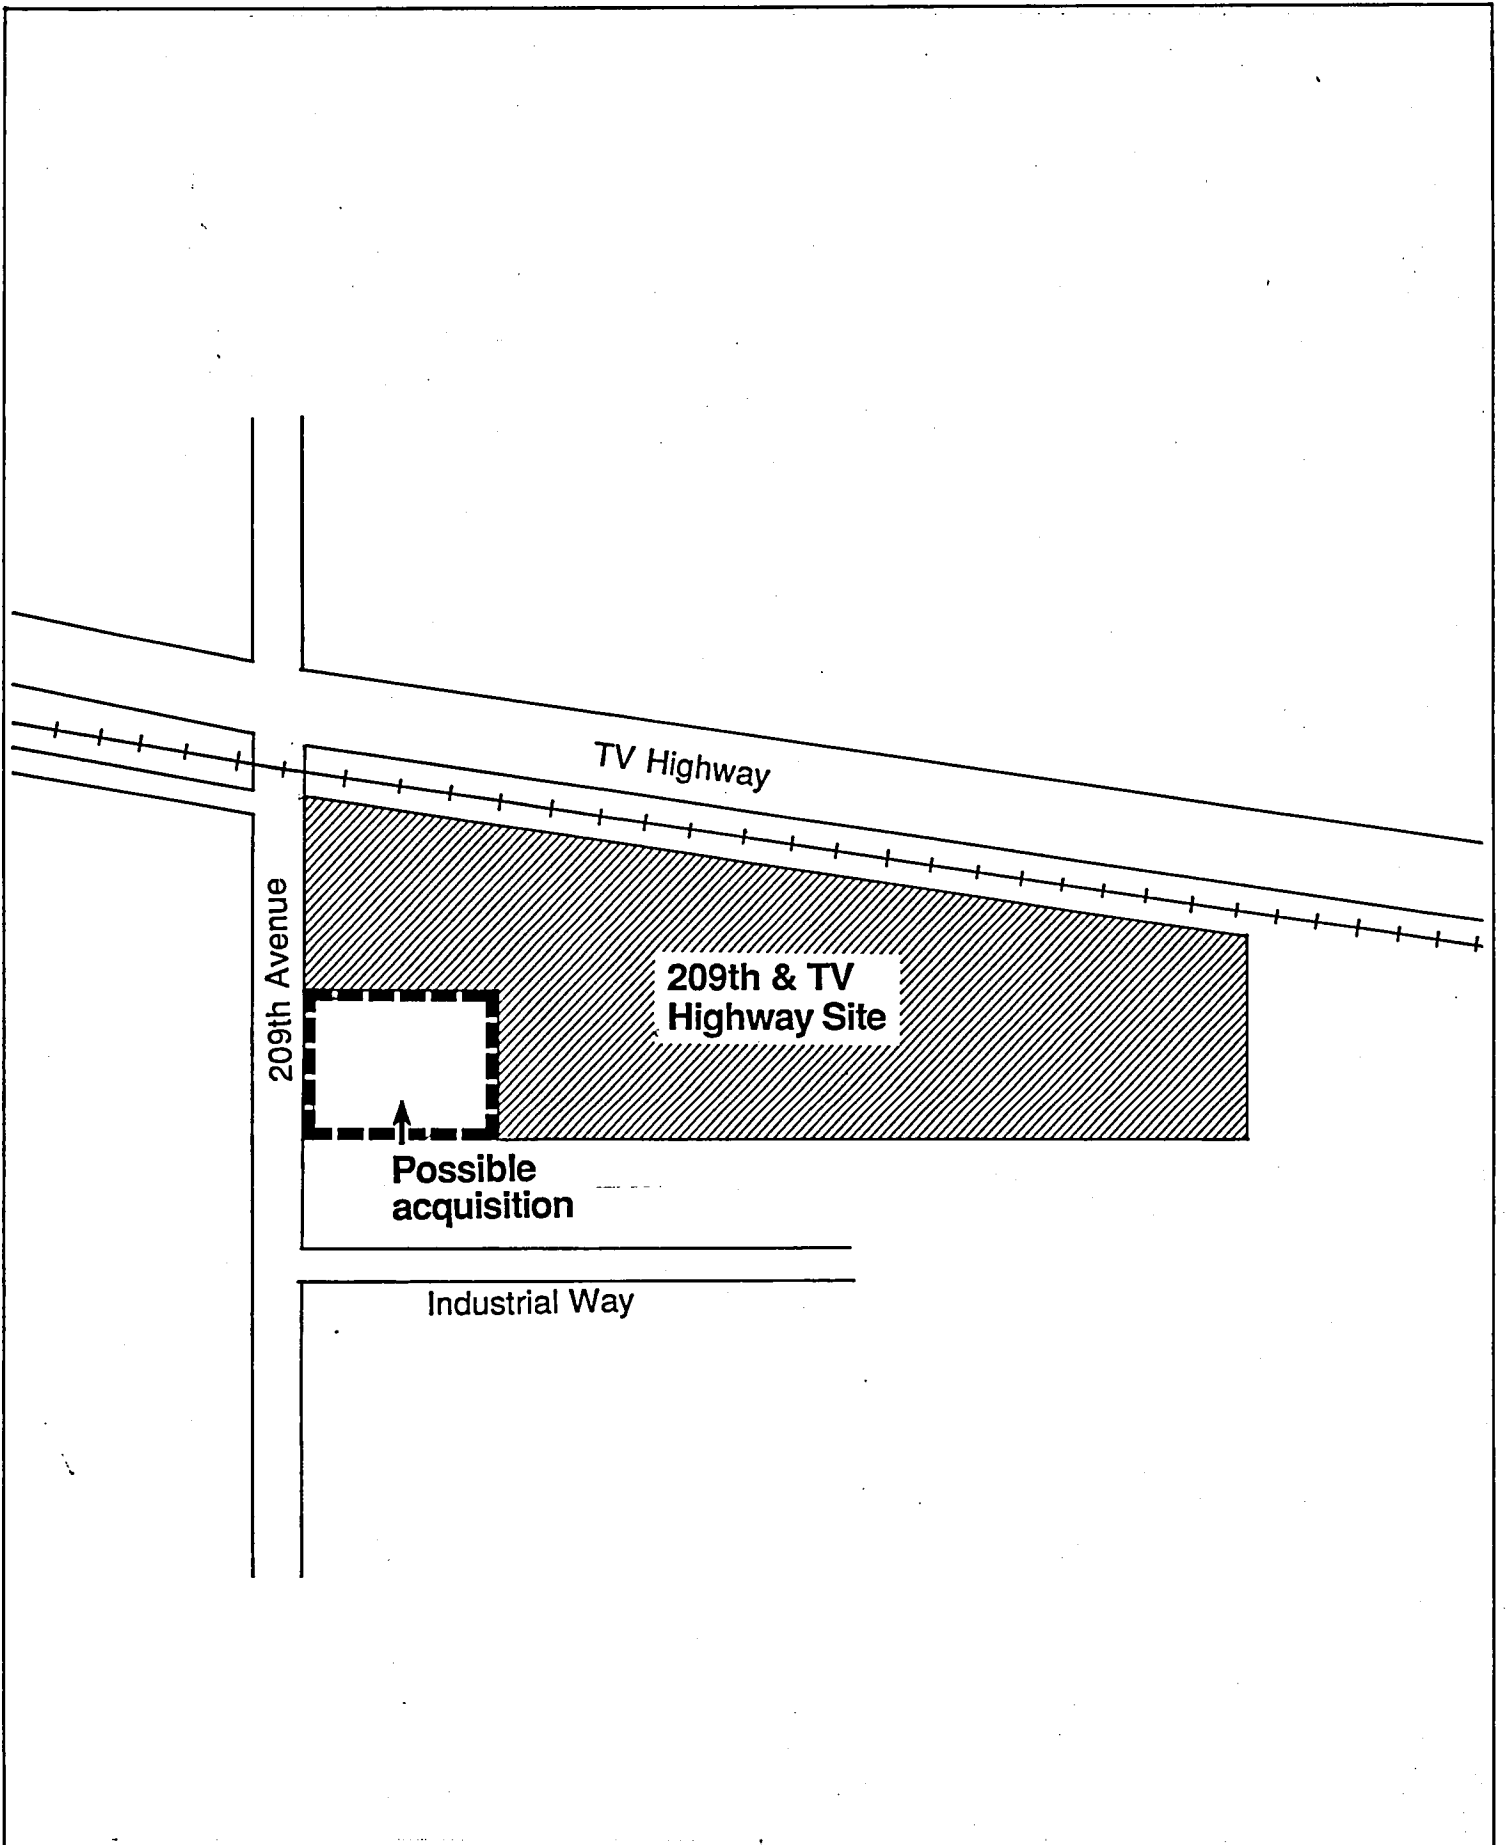 TV Highway
209th Avenue
209th & TV
Highway Site
Possible
acquisition
Industrial Way